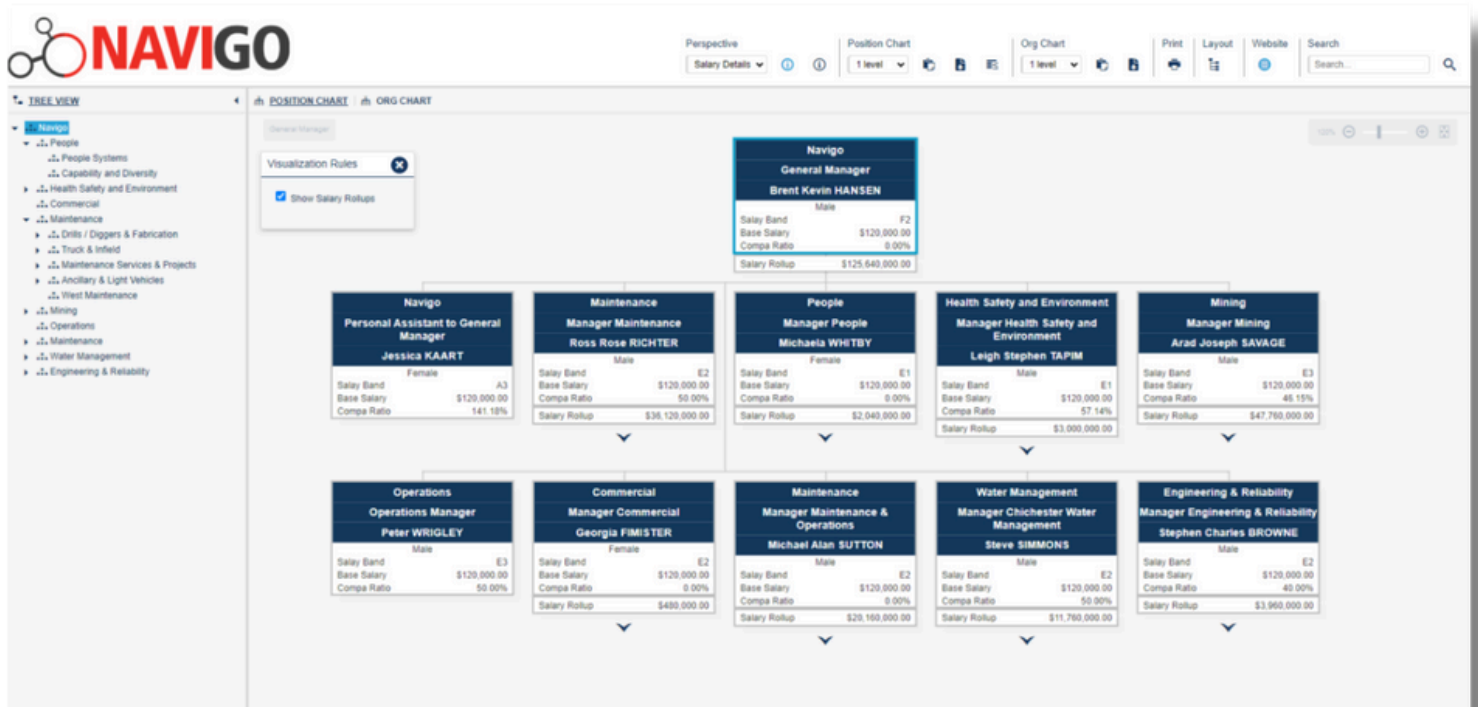 NAVIGO
Perspective
Position Chart
Org Chart
Print
Layout
Website
Search
Salary Details
1 level
1 level
Search...
TREE VIEW
POSITION CHART
ORG CHART
Navigo
People
People Systems
Capability and Diversity
Health Safety and Environment
Commercial
Maintenance
Drills / Diggers & Fabrication
Truck & Infield
Maintenance Services & Projects
Ancillary & Light Vehicles
West Maintenance
Mining
Operations
Maintenance
Water Management
Engineering & Reliability
General Manager
Visualization Rules
Show Salary Rollups
100%
Navigo
General Manager
Brent Kevin HANSEN
Male
Salay Band F2
Base Salary $120,000.00
Compa Ratio 0.00%
Salary Rollup $125,640,000.00
Navigo
Personal Assistant to General
Manager
Jessica KAART
Female
Salay Band A3
Base Salary $120,000.00
Compa Ratio 141.18%
Maintenance
Manager Maintenance
Ross Rose RICHTER
Male
Salay Band E2
Base Salary $120,000.00
Compa Ratio 50.00%
Salary Rollup $36,120,000.00
People
Manager People
Michaela WHITBY
Female
Salay Band E1
Base Salary $120,000.00
Compa Ratio 0.00%
Salary Rollup $2,040,000.00
Health Safety and Environment
Manager Health Safety and
Environment
Leigh Stephen TAPIM
Male
Salay Band E1
Base Salary $120,000.00
Compa Ratio 57.14%
Salary Rollup $3,000,000.00
Mining
Manager Mining
Arad Joseph SAVAGE
Male
Salay Band E3
Base Salary $120,000.00
Compa Ratio 46.15%
Salary Rollup $47,760,000.00
Operations
Operations Manager
Peter WRIGLEY
Male
Salay Band E3
Base Salary $120,000.00
Compa Ratio 50.00%
Commercial
Manager Commercial
Georgia FIMISTER
Female
Salay Band E2
Base Salary $120,000.00
Compa Ratio 0.00%
Salary Rollup $480,000.00
Maintenance
Manager Maintenance &
Operations
Michael Alan SUTTON
Male
Salay Band E2
Base Salary $120,000.00
Compa Ratio 0.00%
Salary Rollup $20,160,000.00
Water Management
Manager Chichester Water
Management
Steve SIMMONS
Male
Salay Band E2
Base Salary $120,000.00
Compa Ratio 50.00%
Salary Rollup $11,760,000.00
Engineering & Reliability
Manager Engineering & Reliability
Stephen Charles BROWNE
Male
Salay Band E2
Base Salary $120,000.00
Compa Ratio 40.00%
Salary Rollup $3,960,000.00